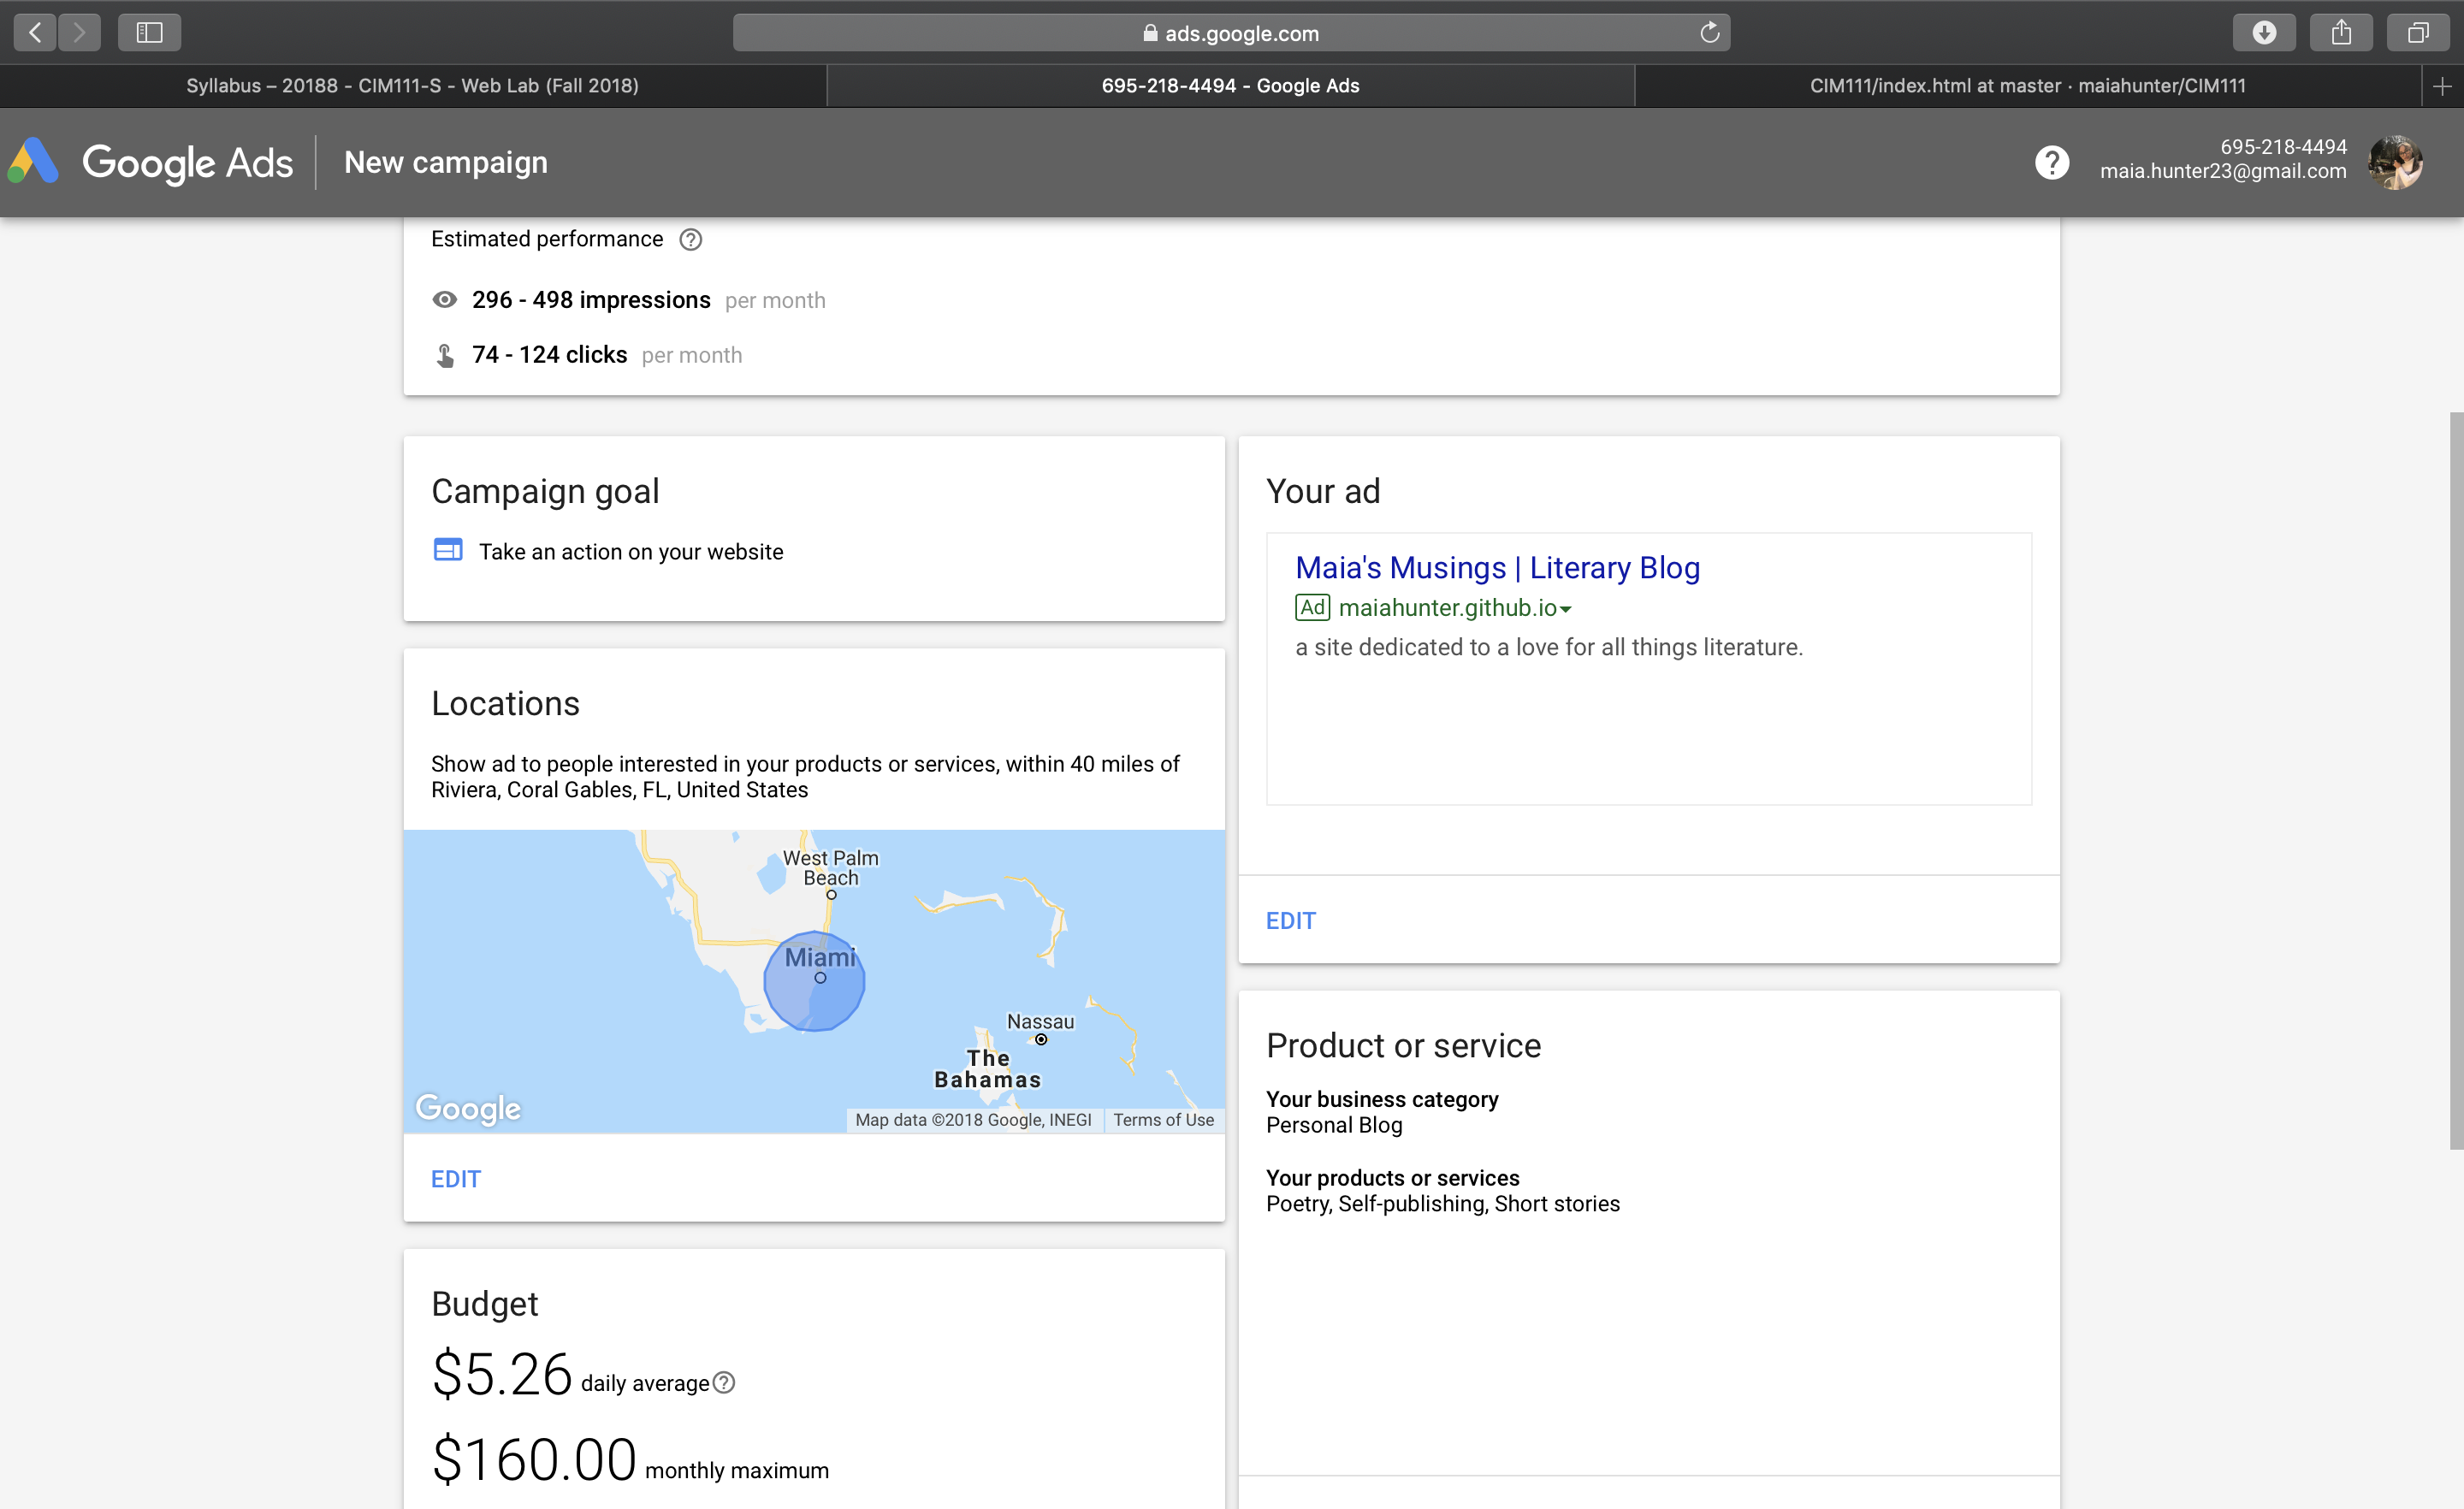 ads.google.com
Syllabus – 20188 - CIM111-S - Web Lab (Fall 2018)
695-218-4494 - Google Ads
CIM111/index.html at master · maiahunter/CIM111
Google Ads
New campaign
695-218-4494
maia.hunter23@gmail.com
Estimated performance
296 - 498 impressions per month
74 - 124 clicks per month
Campaign goal
Take an action on your website
Locations
Show ad to people interested in your products or services, within 40 miles of
Riviera, Coral Gables, FL, United States
West Palm
Beach
Miami
Nassau
The
Bahamas
Google
Map data ©2018 Google, INEGI
Terms of Use
EDIT
Budget
$5.26 daily average
$160.00 monthly maximum
Your ad
Maia's Musings | Literary Blog
Ad maiahunter.github.io
a site dedicated to a love for all things literature.
EDIT
Product or service
Your business category
Personal Blog
Your products or services
Poetry, Self-publishing, Short stories